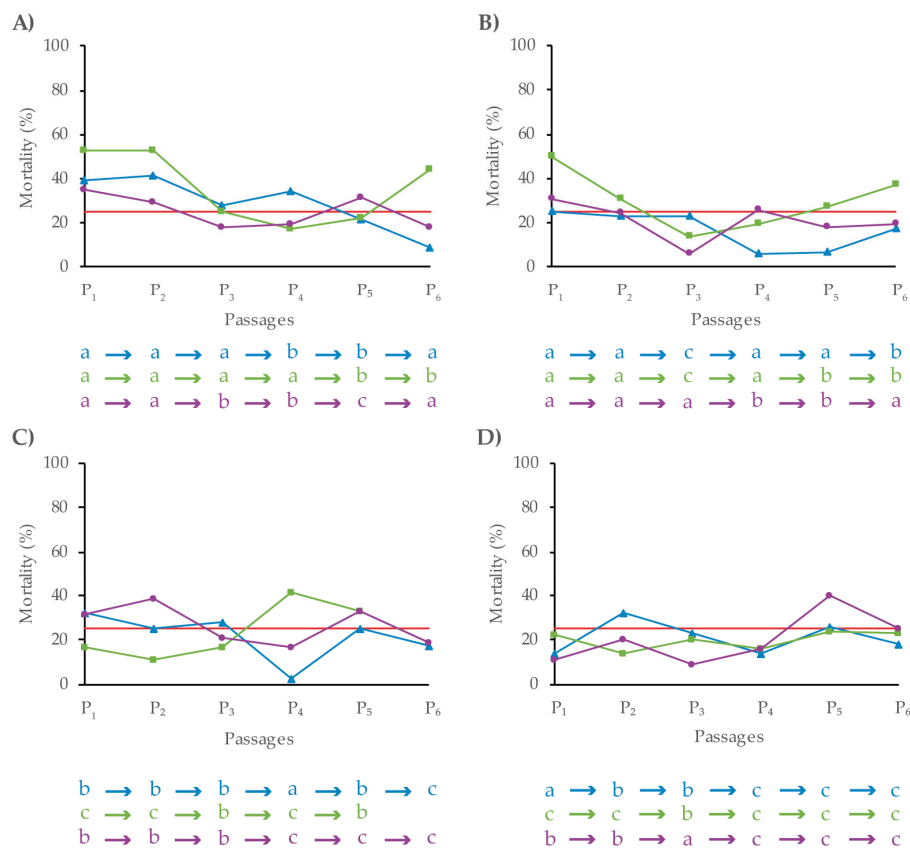 A)
Mortality (%)
100
80
60
40
20
0
P1 P2 P3 P4 P5 P6
Passages
a → a → a → b → b → a
a → a → a → a → b → b
a → a → b → b → c → a
B)
Mortality (%)
100
80
60
40
20
0
P1 P2 P3 P4 P5 P6
Passages
a → a → c → a → a → b
a → a → c → a → b → b
a → a → a → b → b → a
C)
Mortality (%)
100
80
60
40
20
0
P1 P2 P3 P4 P5 P6
Passages
b → b → b → a → b → c
c → c → b → c → b
b → b → b → c → c → c
D)
Mortality (%)
100
80
60
40
20
0
P1 P2 P3 P4 P5 P6
Passages
a → b → b → c → c → c
c → c → b → c → c → c
b → b → a → c → c → c